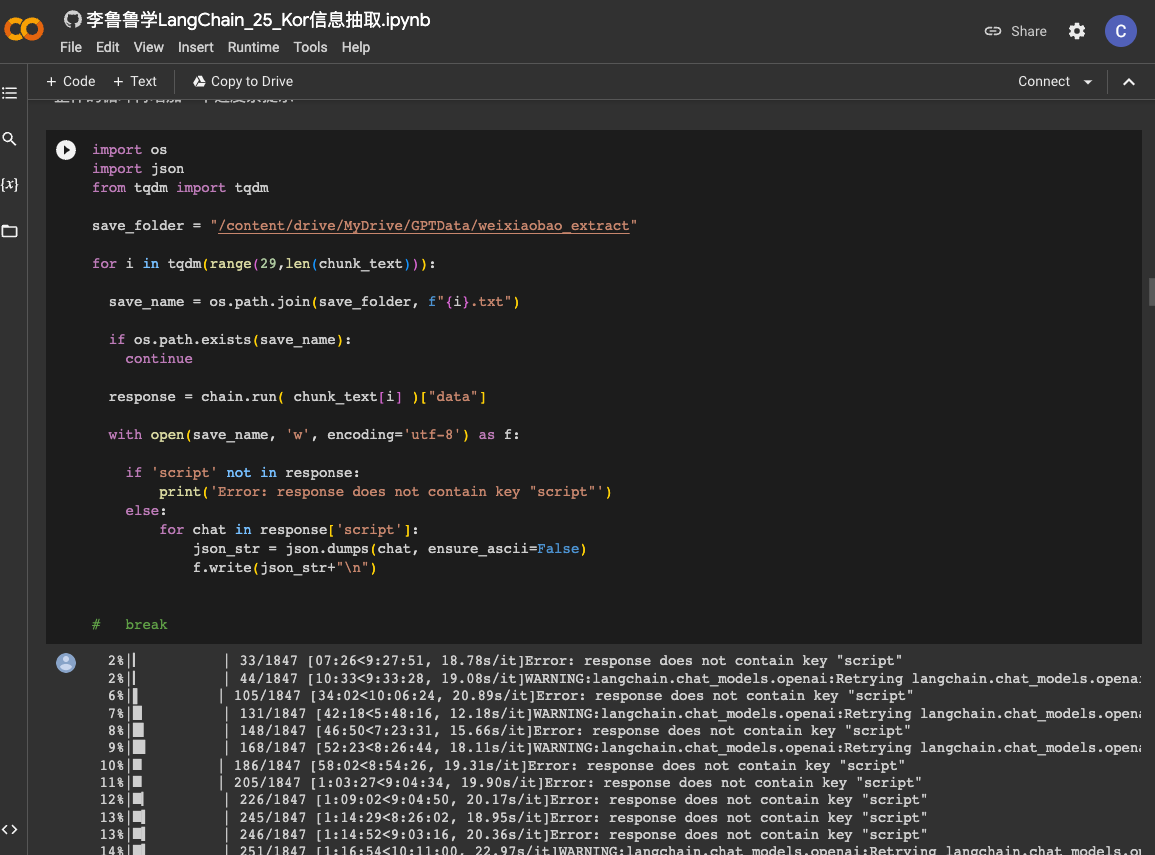 李鲁鲁学LangChain_25_Kor信息抽取.ipynb
File Edit View Insert Runtime Tools Help
Share
C
+ Code + Text Copy to Drive
Connect
{x}
import os
import json
from tqdm import tqdm
save_folder = "/content/drive/MyDrive/GPTData/weixiaobao_extract"
for i in tqdm(range(29,len(chunk_text))):
save_name = os.path.join(save_folder, f"{i}.txt")
if os.path.exists(save_name):
continue
response = chain.run( chunk_text[i] )["data"]
with open(save_name, 'w', encoding='utf-8') as f:
if 'script' not in response:
print('Error: response does not contain key "script"')
else:
for chat in response['script']:
json_str = json.dumps(chat, ensure_ascii=False)
f.write(json_str+"\n")
# break
2%| | 33/1847 [07:26<9:27:51, 18.78s/it]Error: response does not contain key "script"
2%| | 44/1847 [10:33<9:33:28, 19.08s/it]WARNING:langchain.chat_models.openai:Retrying langchain.chat_models.opena
6%| | 105/1847 [34:02<10:06:24, 20.89s/it]Error: response does not contain key "script"
7%| | 131/1847 [42:18<5:48:16, 12.18s/it]WARNING:langchain.chat_models.openai:Retrying langchain.chat_models.opena
8%| | 148/1847 [46:50<7:23:31, 15.66s/it]Error: response does not contain key "script"
9%| | 168/1847 [52:23<8:26:44, 18.11s/it]WARNING:langchain.chat_models.openai:Retrying langchain.chat_models.opena
10%| | 186/1847 [58:02<8:54:26, 19.31s/it]Error: response does not contain key "script"
11%| | 205/1847 [1:03:27<9:04:34, 19.90s/it]Error: response does not contain key "script"
12%| | 226/1847 [1:09:02<9:04:50, 20.17s/it]Error: response does not contain key "script"
13%| | 245/1847 [1:14:29<8:26:02, 18.95s/it]Error: response does not contain key "script"
13%| | 246/1847 [1:14:52<9:03:16, 20.36s/it]Error: response does not contain key "script"
14%| | 251/1847 [1:16:54<10:11:00, 22.97s/it]WARNING:langchain.chat_models.openai:Retrying langchain.chat_models.op